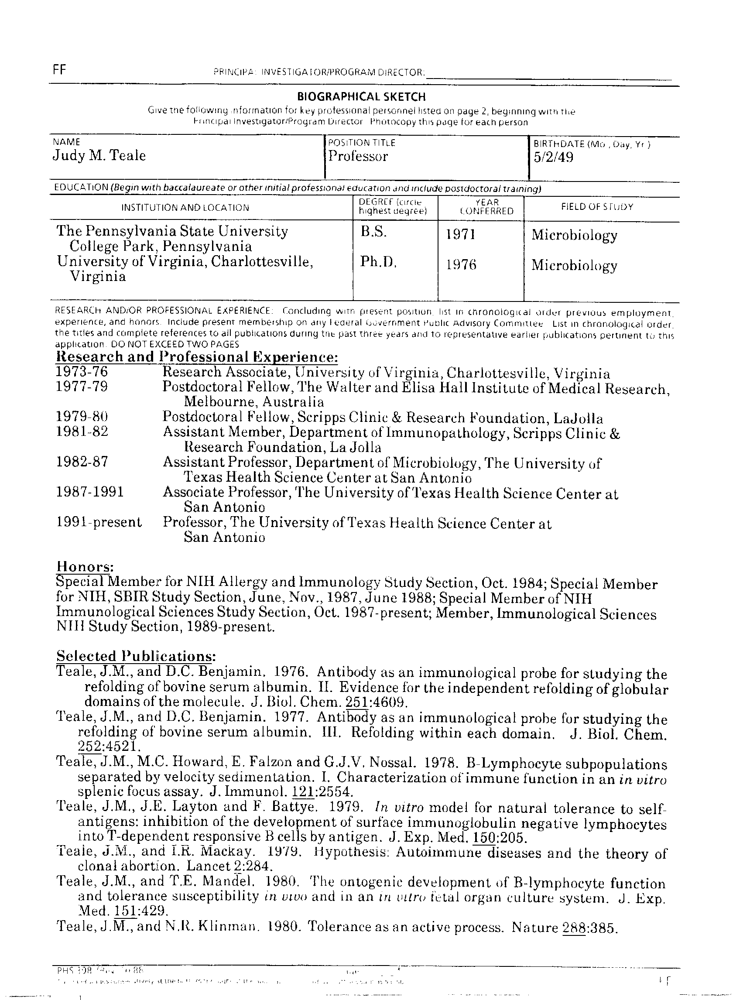 FF
PRINCIPAL INVESTIGATOR/PROGRAM DIRECTOR:
BIOGRAPHICAL SKETCH
Give the following information for key professional personnel listed on page 2, beginning with the
Principal Investigator/Program Director. Photocopy this page for each person
NAME
Judy M. Teale
POSITION TITLE
Professor
BIRTHDATE (Mo., Day, Yr.)
5/2/49
EDUCATION (Begin with baccalaureate or other initial professional education and include postdoctoral training)
INSTITUTION AND LOCATION
DEGREE (circle
highest degree)
YEAR
CONFERRED
FIELD OF STUDY
The Pennsylvania State University
College Park, Pennsylvania
B.S.
1971
Microbiology
University of Virginia, Charlottesville,
Virginia
Ph.D.
1976
Microbiology
RESEARCH AND/OR PROFESSIONAL EXPERIENCE: Concluding with present position, list in chronological order previous employment,
experience, and honors. Include present membership on any Federal Government Public Advisory Committee. List in chronological order,
the titles and complete references to all publications during the past three years and to representative earlier publications pertinent to this
application. DO NOT EXCEED TWO PAGES
Research and Professional Experience:
1973-76 Research Associate, University of Virginia, Charlottesville, Virginia
1977-79 Postdoctoral Fellow, The Walter and Elisa Hall Institute of Medical Research,
Melbourne, Australia
1979-80 Postdoctoral Fellow, Scripps Clinic & Research Foundation, LaJolla
1981-82 Assistant Member, Department of Immunopathology, Scripps Clinic &
Research Foundation, La Jolla
1982-87 Assistant Professor, Department of Microbiology, The University of
Texas Health Science Center at San Antonio
1987-1991 Associate Professor, The University of Texas Health Science Center at
San Antonio
1991-present Professor, The University of Texas Health Science Center at
San Antonio
Honors:
Special Member for NIH Allergy and Immunology Study Section, Oct. 1984; Special Member
for NIH, SBIR Study Section, June, Nov., 1987, June 1988; Special Member of NIH
Immunological Sciences Study Section, Oct. 1987-present; Member, Immunological Sciences
NIH Study Section, 1989-present.
Selected Publications:
Teale, J.M., and D.C. Benjamin. 1976. Antibody as an immunological probe for studying the
refolding of bovine serum albumin. II. Evidence for the independent refolding of globular
domains of the molecule. J. Biol. Chem. 251:4609.
Teale, J.M., and D.C. Benjamin. 1977. Antibody as an immunological probe for studying the
refolding of bovine serum albumin. III. Refolding within each domain. J. Biol. Chem.
252:4521.
Teale, J.M., M.C. Howard, E. Falzon and G.J.V. Nossal. 1978. B-Lymphocyte subpopulations
separated by velocity sedimentation. I. Characterization of immune function in an in vitro
splenic focus assay. J. Immunol. 121:2554.
Teale, J.M., J.E. Layton and F. Battye. 1979. In vitro model for natural tolerance to self-
antigens: inhibition of the development of surface immunoglobulin negative lymphocytes
into T-dependent responsive B cells by antigen. J. Exp. Med. 150:205.
Teale, J.M., and I.R. Mackay. 1979. Hypothesis: Autoimmune diseases and the theory of
clonal abortion. Lancet 2:284.
Teale, J.M., and T.E. Mandel. 1980. The ontogenic development of B-lymphocyte function
and tolerance susceptibility in vivo and in an in vitro fetal organ culture system. J. Exp.
Med. 151:429.
Teale, J.M., and N.R. Klinman. 1980. Tolerance as an active process. Nature 288:385.
PHS 398
FF